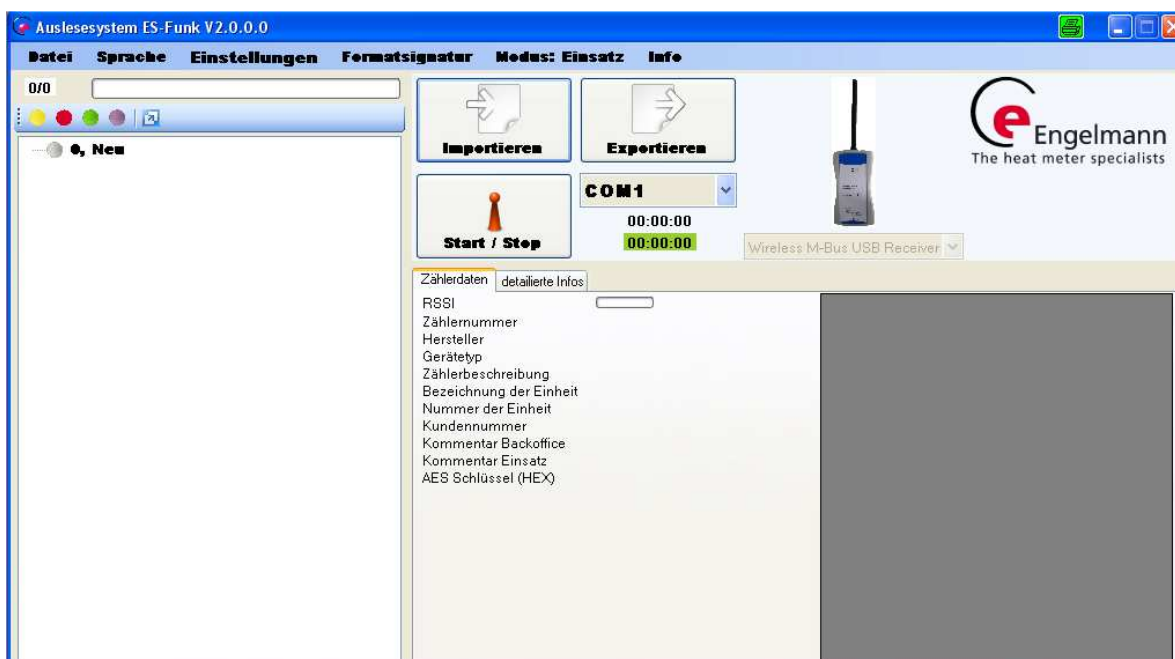 Auslesesystem ES-Funk V2.0.0.0
Datei Sprache Einstellungen Formatsignatur Modus: Einsatz Info
0/0
0, Neu
Importieren
Exportieren
COM1
00:00:00
Start / Stop
00:00:00
Wireless M-Bus USB Receiver
e Engelmann
The heat meter specialists
Zählerdaten
detailierte Infos
RSSI
Zählernummer
Hersteller
Gerätetyp
Zählerbeschreibung
Bezeichnung der Einheit
Nummer der Einheit
Kundennummer
Kommentar Backoffice
Kommentar Einsatz
AES Schlüssel (HEX)